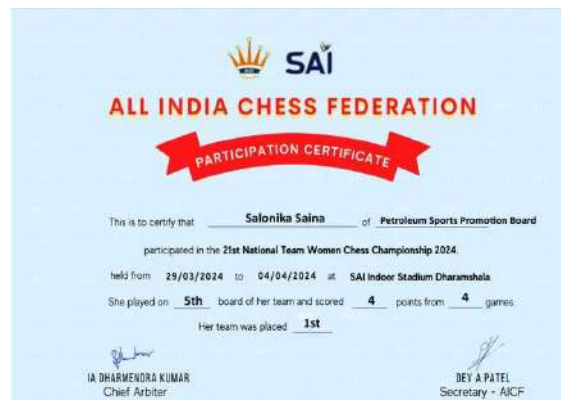 SAI
ALL INDIA CHESS FEDERATION
PARTICIPATION CERTIFICATE
This is to certify that Salonika Saina of Petroleum Sports Promotion Board
participated in the 21st National Team Women Chess Championship 2024.
held from 29/03/2024 to 04/04/2024 at SAI Indoor Stadium Dharamshala
She played on 5th board of her team and scored 4 points from 4 games
Her team was placed 1st
IA DHARMENDRA KUMAR
Chief Arbiter
DEV A PATEL
Secretary - AICF